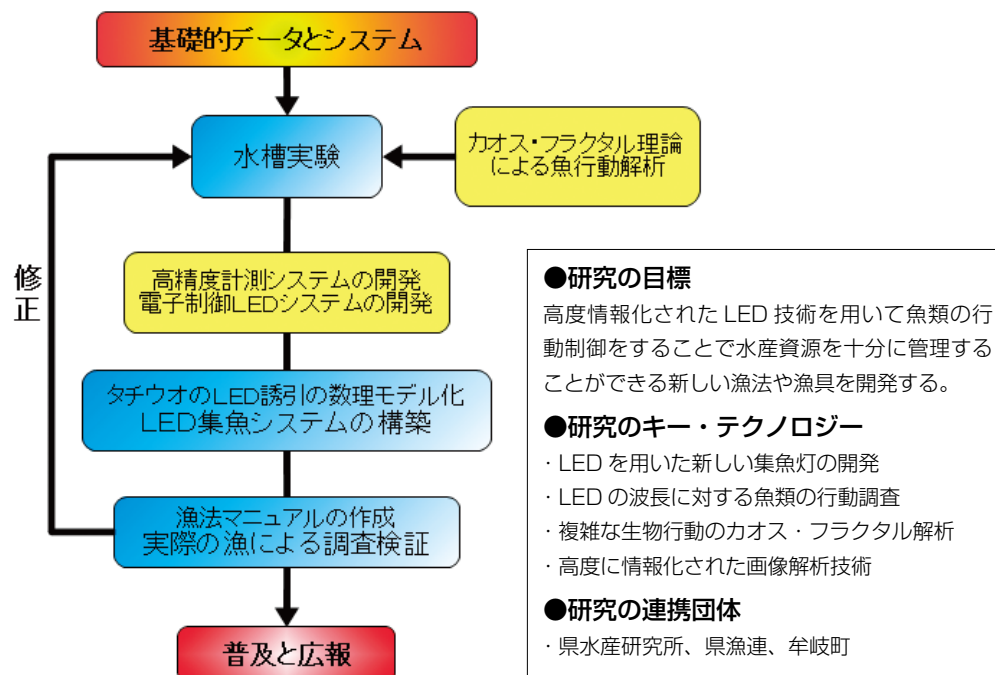 基礎的データとシステム
水槽実験
カオス・フラクタル理論
による魚行動解析
修正
高精度計測システムの開発
電子制御LEDシステムの開発
タチウオのLED誘引の数理モデル化
LED集魚システムの構築
漁法マニュアルの作成
実際の漁による調査検証
普及と広報
●研究の目標
高度情報化された LED 技術を用いて魚類の行
動制御をすることで水産資源を十分に管理する
ことができる新しい漁法や漁具を開発する。
●研究のキー・テクノロジー
・LED を用いた新しい集魚灯の開発
・LED の波長に対する魚類の行動調査
・複雑な生物行動のカオス・フラクタル解析
・高度に情報化された画像解析技術
●研究の連携団体
・県水産研究所、県漁連、牟岐町